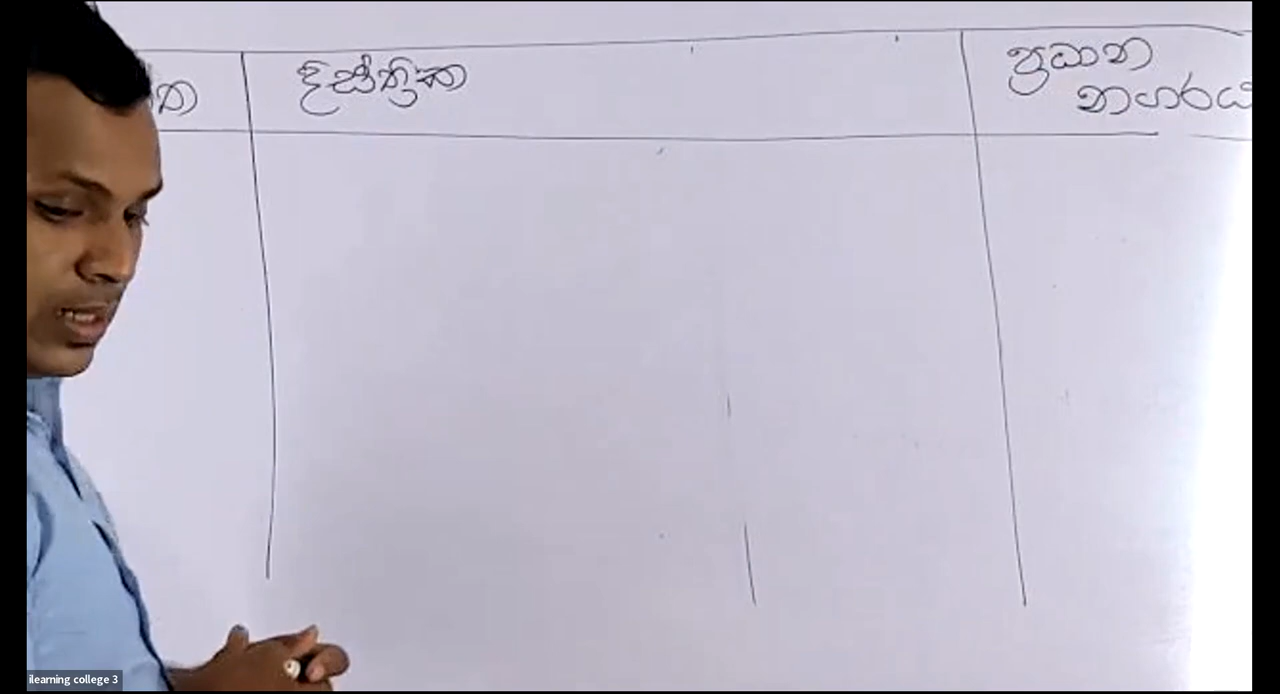 ත
දිස්ත්‍රික
ප්‍රධාන
නගරය
ilearning college 3